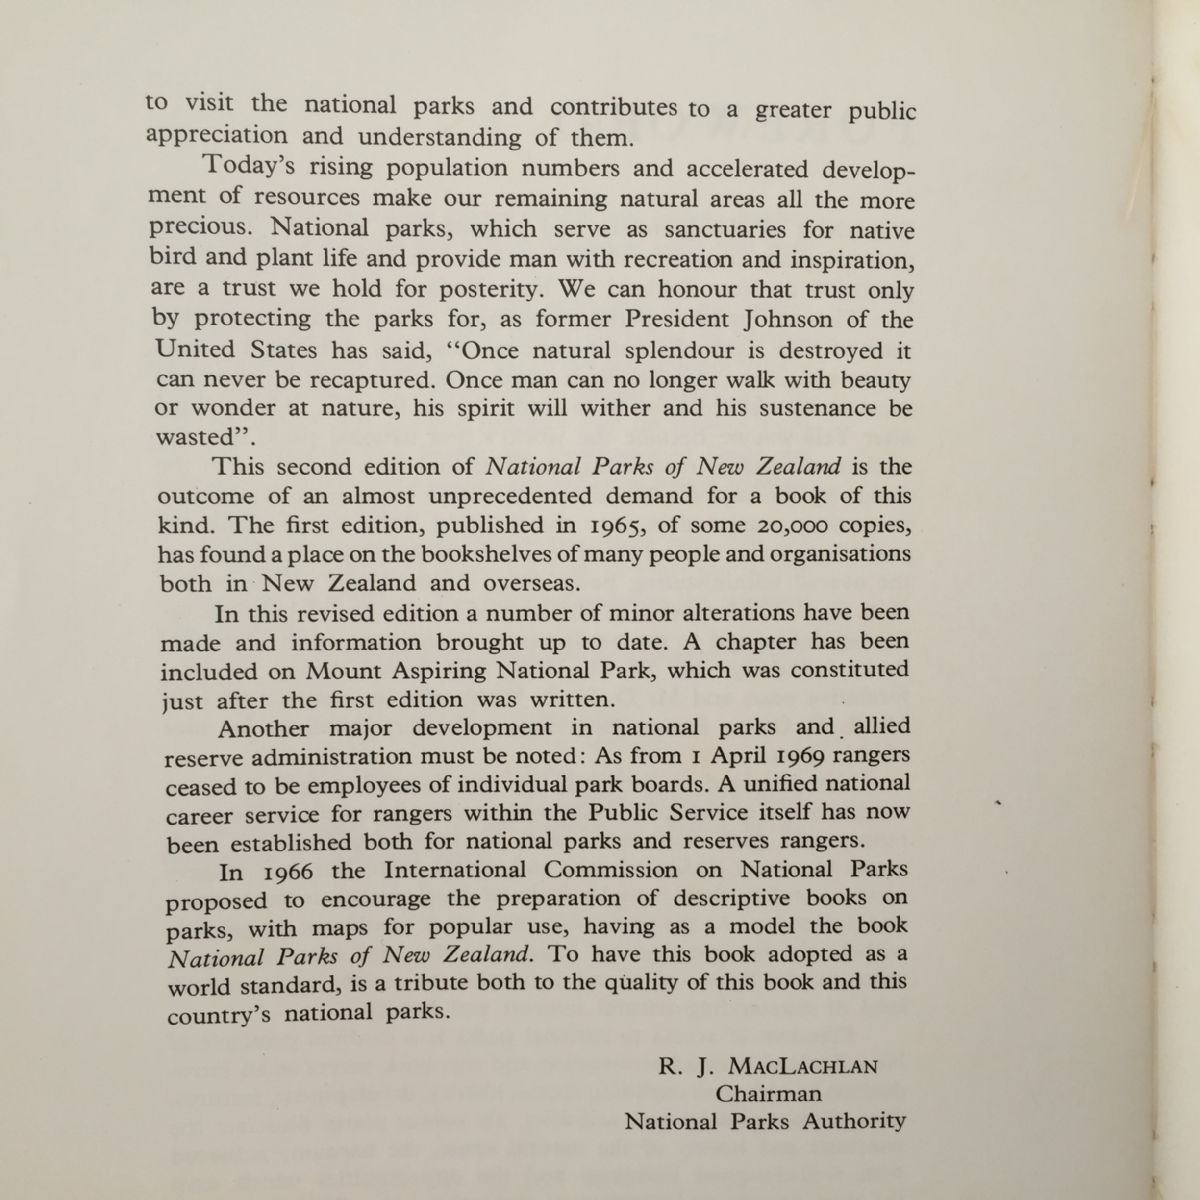 to visit the national parks and contributes to a greater public
appreciation and understanding of them.
Today's rising population numbers and accelerated develop-
ment of resources make our remaining natural areas all the more
precious. National parks, which serve as sanctuaries for native
bird and plant life and provide man with recreation and inspiration,
are a trust we hold for posterity. We can honour that trust only
by protecting the parks for, as former President Johnson of the
United States has said, “Once natural splendour is destroyed it
can never be recaptured. Once man can no longer walk with beauty
or wonder at nature, his spirit will wither and his sustenance be
wasted”.
This second edition of National Parks of New Zealand is the
outcome of an almost unprecedented demand for a book of this
kind. The first edition, published in 1965, of some 20,000 copies,
has found a place on the bookshelves of many people and organisations
both in New Zealand and overseas.
In this revised edition a number of minor alterations have been
made and information brought up to date. A chapter has been
included on Mount Aspiring National Park, which was constituted
just after the first edition was written.
Another major development in national parks and allied
reserve administration must be noted: As from 1 April 1969 rangers
ceased to be employees of individual park boards. A unified national
career service for rangers within the Public Service itself has now
been established both for national parks and reserves rangers.
In 1966 the International Commission on National Parks
proposed to encourage the preparation of descriptive books on
parks, with maps for popular use, having as a model the book
National Parks of New Zealand. To have this book adopted as a
world standard, is a tribute both to the quality of this book and this
country's national parks.
R. J. MacLachlan
Chairman
National Parks Authority